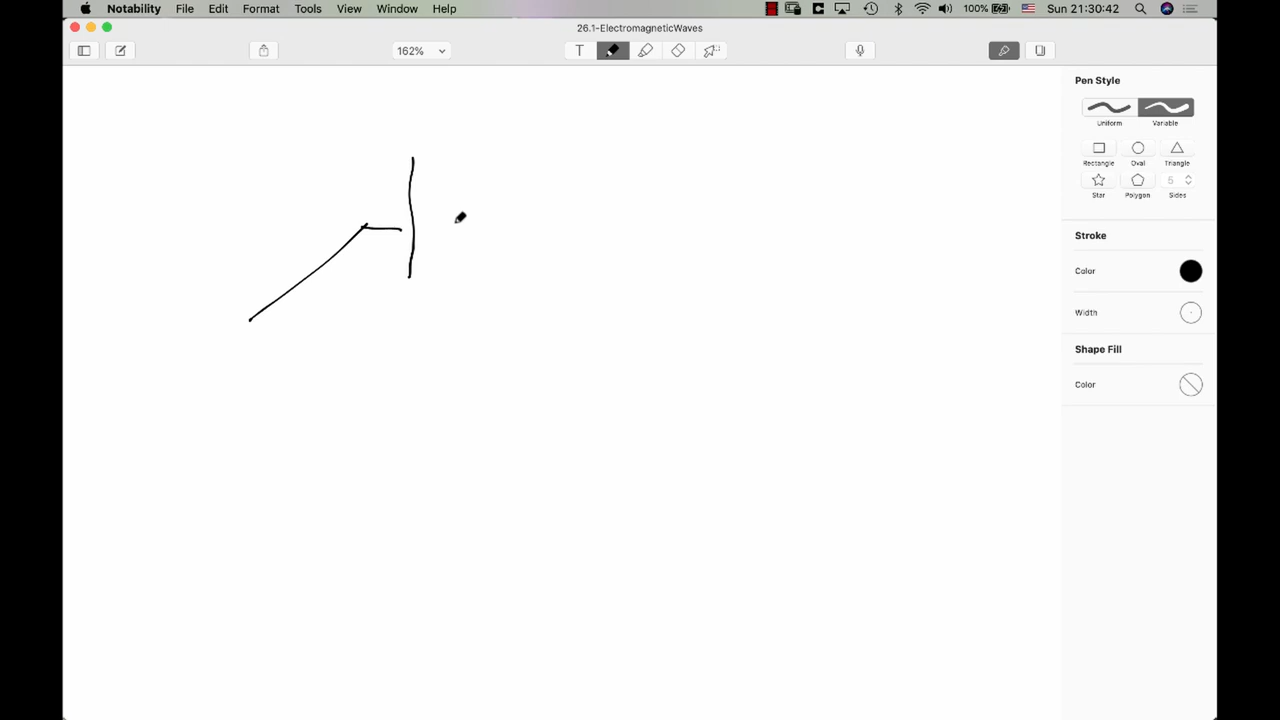 Notability File Edit Format Tools View Window Help 100% Sun 21:30:42
26.1-ElectromagneticWaves
162% T
Pen Style
Uniform Variable
Rectangle Oval Triangle
5
Star Polygon Sides
Stroke
Color
Width
Shape Fill
Color